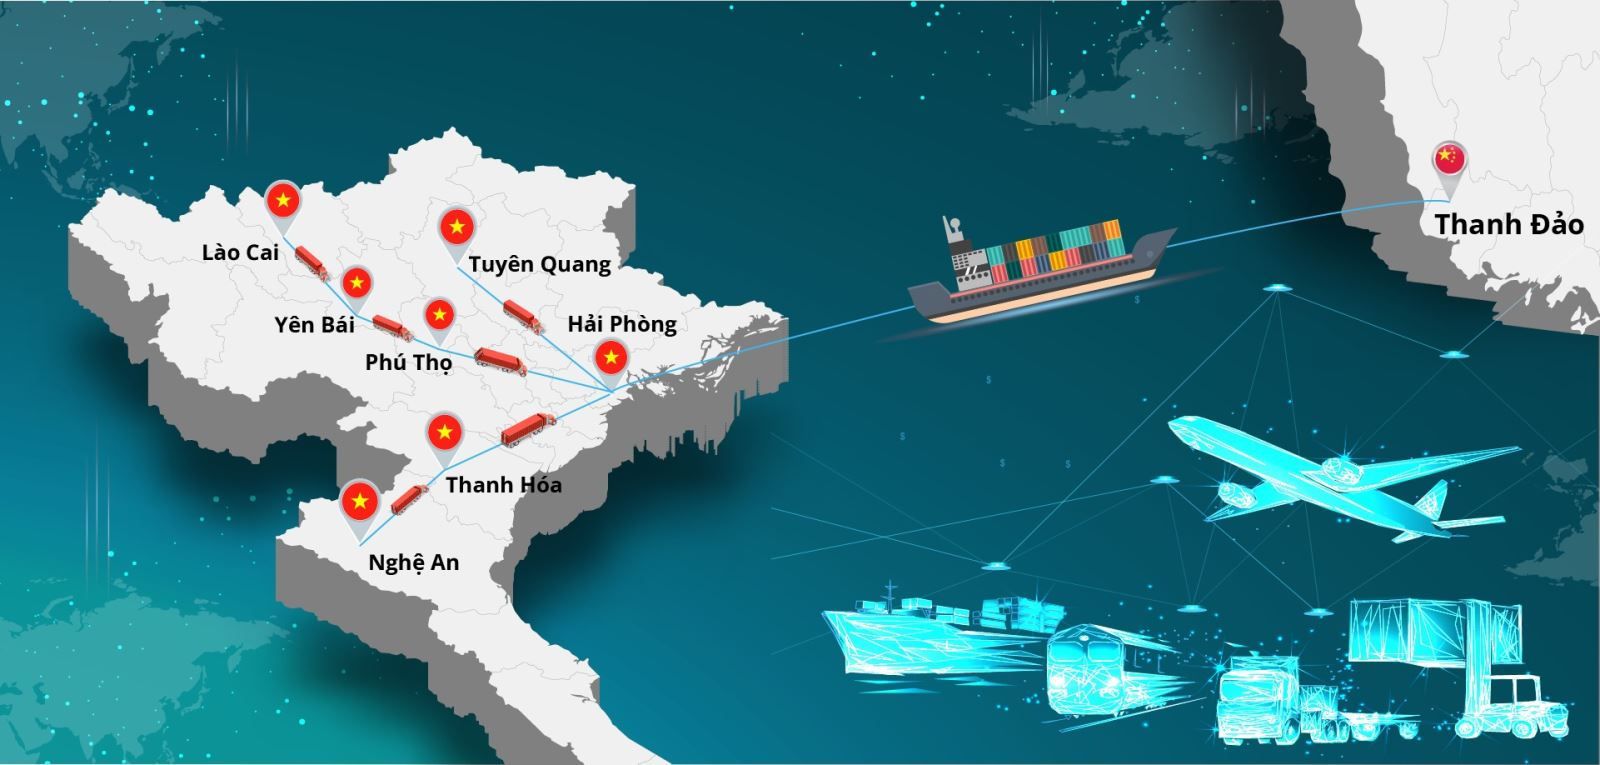 Thanh Đảo
Lào Cai
Tuyên Quang
Yên Bái
Hải Phòng
Phú Thọ
Thanh Hóa
Nghệ An
$
$
$
$
$